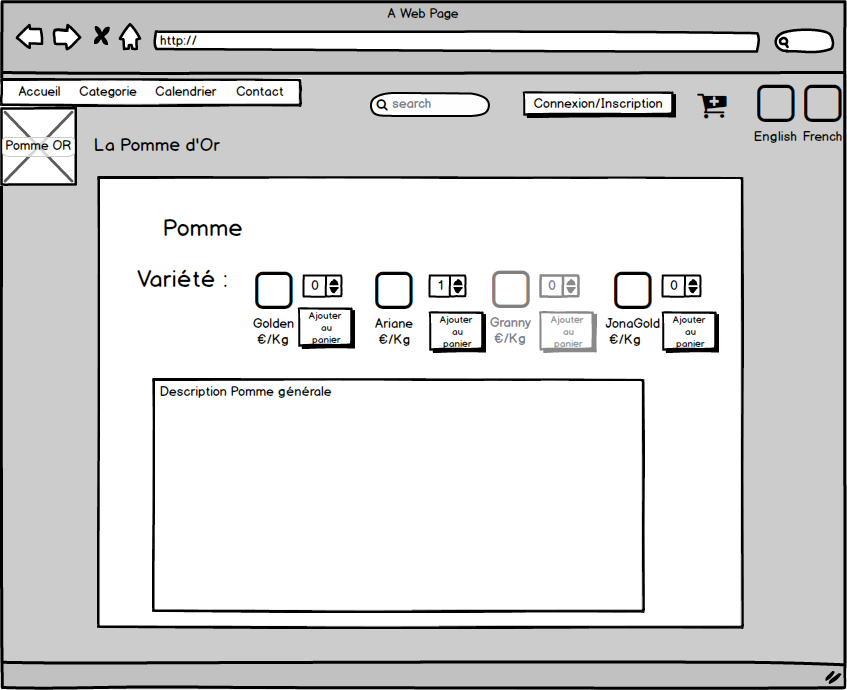 A Web Page
http://
Accueil Categorie Calendrier Contact
search
Connexion/Inscription
English French
Pomme OR
La Pomme d'Or
Pomme
Variété :
0 1 0 0
Golden
€/Kg
Ajouter
au
panier
Ariane
€/Kg
Ajouter
au
panier
Granny
€/Kg
Ajouter
au
panier
JonaGold
€/Kg
Ajouter
au
panier
Description Pomme générale